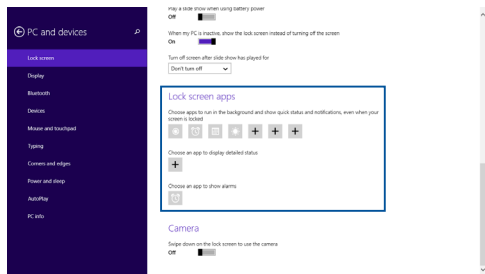 Play a slide show when using battery power
Off
PC and devices
When my PC is inactive, show the lock screen instead of turning off the screen
On
Lock screen
Turn off screen after slide show has played for
Don't turn off
Display
Bluetooth
Lock screen apps
Devices
Choose apps to run in the background and show quick status and notifications, even when your
screen is locked
Mouse and touchpad
Typing
Choose an app to display detailed status
Corners and edges
Power and sleep
Choose an app to show alarms
AutoPlay
PC info
Camera
Swipe down on the lock screen to use the camera
Off